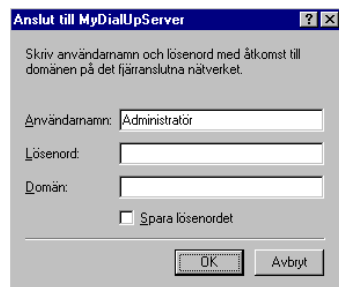 Anslut till MyDialUpServer
Skriv användarnamn och lösenord med åtkomst till
domänen på det fjärranslutna nätverket.
Användarnamn: Administratör
Lösenord:
Domän:
Spara lösenordet
OK Avbryt